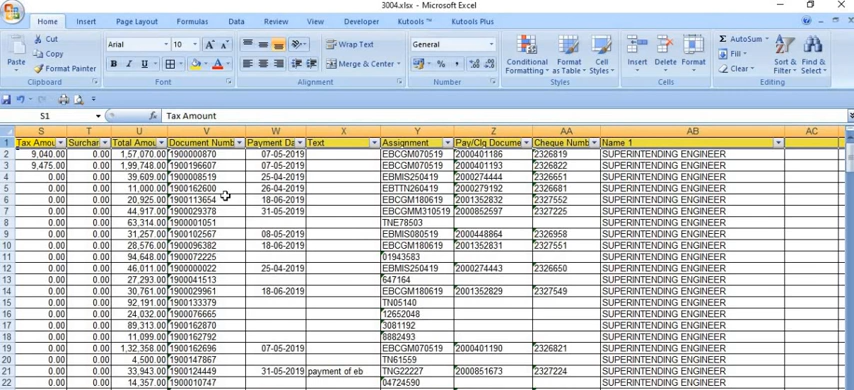 3004.xlsx - Microsoft Excel
Home Insert Page Layout Formulas Data Review View Developer Kutools ™ Kutools Plus
Paste Cut Copy Format Painter Clipboard
Arial 10 A A B I U A Font
Wrap Text Merge & Center Alignment
General % , Number
Conditional Formatting Format as Table Cell Styles Styles
Insert Delete Format Cells
Σ AutoSum Fill Clear Sort & Filter Find & Select Editing
S1 fx Tax Amount
S T U V W X Y Z AA AB AC
1 Tax Amou Surchar Total Amou Document Numb Payment Da Text Assignment Pay/Clg Docume Cheque Numb Name 1
2 9,040.00 0.00 1,57,070.00 1900000870 07-05-2019 EBCGM070519 2000401186 2326819 SUPERINTENDING ENGINEER
3 9,475.00 0.00 1,99,748.00 1900196607 07-05-2019 EBCGM070519 2000401193 2326822 SUPERINTENDING ENGINEER
4 0.00 0.00 39,609.00 1900008519 25-04-2019 EBMIS250419 2000274444 2326651 SUPERINTENDING ENGINEER
5 0.00 0.00 11,000.00 1900162600 26-04-2019 EBTTN260419 2000279192 2326681 SUPERINTENDING ENGINEER
6 0.00 0.00 20,925.00 1900113654 18-06-2019 EBCGM180619 2001352832 2327552 SUPERINTENDING ENGINEER
7 0.00 0.00 44,917.00 1900029378 31-05-2019 EBCGMM310519 2000852597 2327225 SUPERINTENDING ENGINEER
8 0.00 0.00 63,314.00 1900001051 TNE78503 SUPERINTENDING ENGINEER
9 0.00 0.00 31,257.00 1900102567 08-05-2019 EBMIS080519 2000448864 2326958 SUPERINTENDING ENGINEER
10 0.00 0.00 28,576.00 1900096382 18-06-2019 EBCGM180619 2001352831 2327551 SUPERINTENDING ENGINEER
11 0.00 0.00 94,648.00 1900072225 01943583 SUPERINTENDING ENGINEER
12 0.00 0.00 46,011.00 1900000022 25-04-2019 EBMIS250419 2000274443 2326650 SUPERINTENDING ENGINEER
13 0.00 0.00 27,293.00 1900041513 647164 SUPERINTENDING ENGINEER
14 0.00 0.00 30,761.00 1900029961 18-06-2019 EBCGM180619 2001352829 2327549 SUPERINTENDING ENGINEER
15 0.00 0.00 92,191.00 1900133379 TN05140 SUPERINTENDING ENGINEER
16 0.00 0.00 24,032.00 1900076665 12652048 SUPERINTENDING ENGINEER
17 0.00 0.00 89,313.00 1900162870 3081192 SUPERINTENDING ENGINEER
18 0.00 0.00 11,099.00 1900162792 8882493 SUPERINTENDING ENGINEER
19 0.00 0.00 1,32,358.00 1900162696 07-05-2019 EBCGM070519 2000401190 2326821 SUPERINTENDING ENGINEER
20 0.00 0.00 4,500.00 1900147867 TN61559 SUPERINTENDING ENGINEER
21 0.00 0.00 33,943.00 1900124449 31-05-2019 payment of eb TNG22227 2000851673 2327224 SUPERINTENDING ENGINEER
22 0.00 0.00 14,357.00 1900010747 04724590 SUPERINTENDING ENGINEER